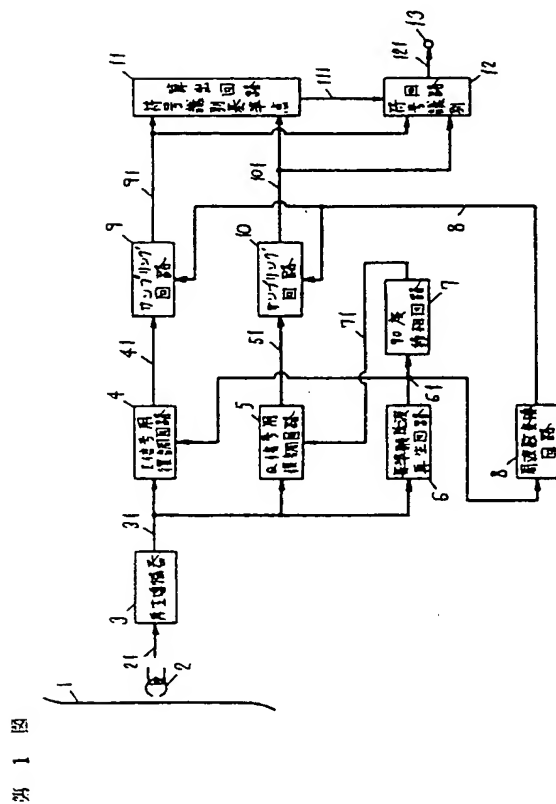 第 1 図
1
2
21
3
再生増幅器
31
4
I信号用
復調回路
41
5
Q信号用
復調回路
51
6
基準搬送波
再生回路
61
7
90度
移相回路
71
8
周波数変換
回路
8
9
サンプリング
回路
91
10
サンプリング
回路
101
11
符号識別基準点
算出回路
111
12
符号識別
回路
121
13